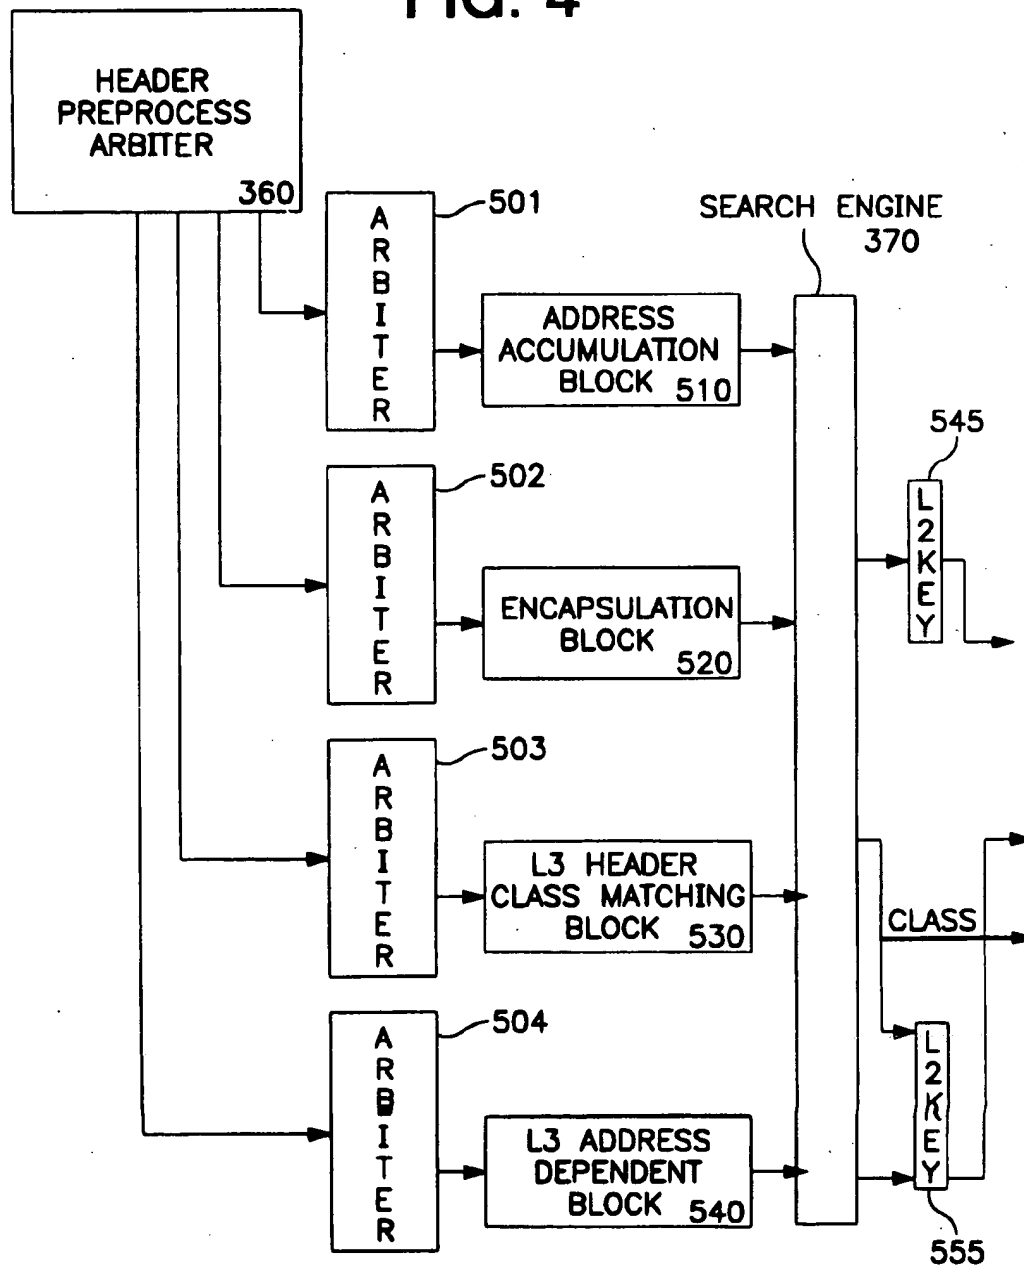 FIG. 4
HEADER
PREPROCESS
ARBITER
360
ARBITER
501
SEARCH ENGINE
370
ADDRESS
ACCUMULATION
BLOCK 510
545
L2KEY
ARBITER
502
ENCAPSULATION
BLOCK
520
ARBITER
503
L3 HEADER
CLASS MATCHING
BLOCK 530
CLASS
ARBITER
504
L2KEY
L3 ADDRESS
DEPENDENT
BLOCK 540
555